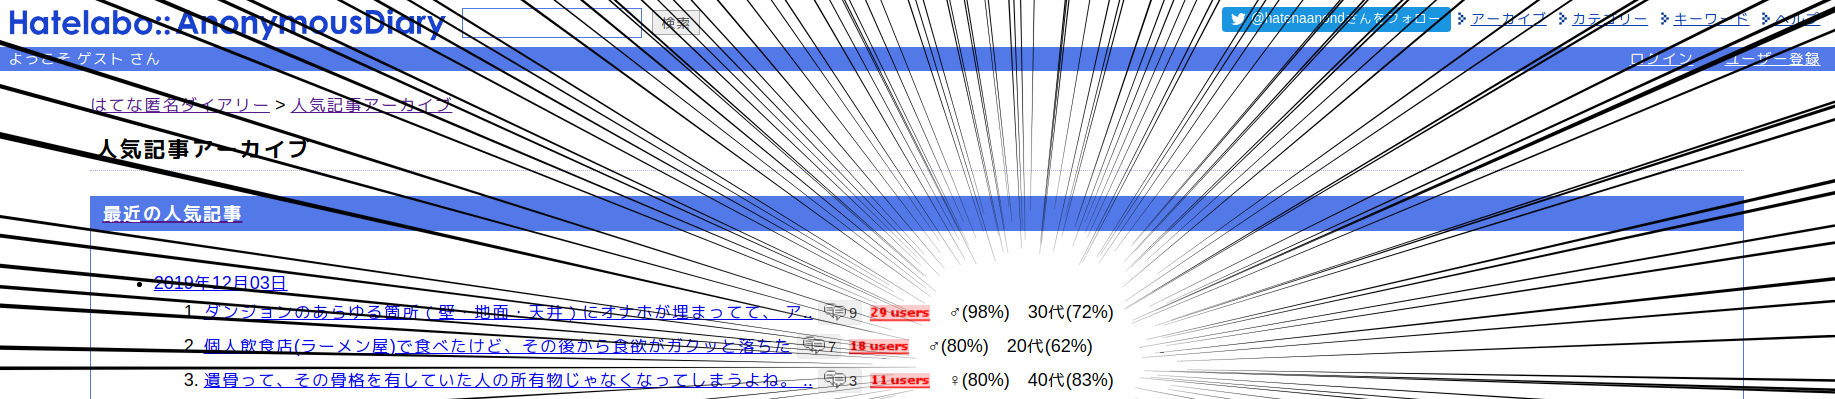 Hatelabo::AnonymousDiary 検索 @hatenaanondさんをフォロー アーカイブ カテゴリー キーワード ヘルプ
ようこそ ゲスト さん ログイン ユーザー登録
はてな匿名ダイアリー > 人気記事アーカイブ
人気記事アーカイブ
最近の人気記事
2019年12月03日
1. ダンジョンのあらゆる箇所(壁・地面・天井)にオナホが埋まってて、 ア.. 9 29 users ♂(98%) 30代(72%)
2. 個人飲食店(ラーメン屋)で食べたけど、その後から食欲がガクッと落ちた 7 18 users ♂(80%) 20代(62%)
3. 遺骨って、その骨格を有していた人の所有物じゃなくなってしまうよね。 .. 3 11 users ♀(80%) 40代(83%)